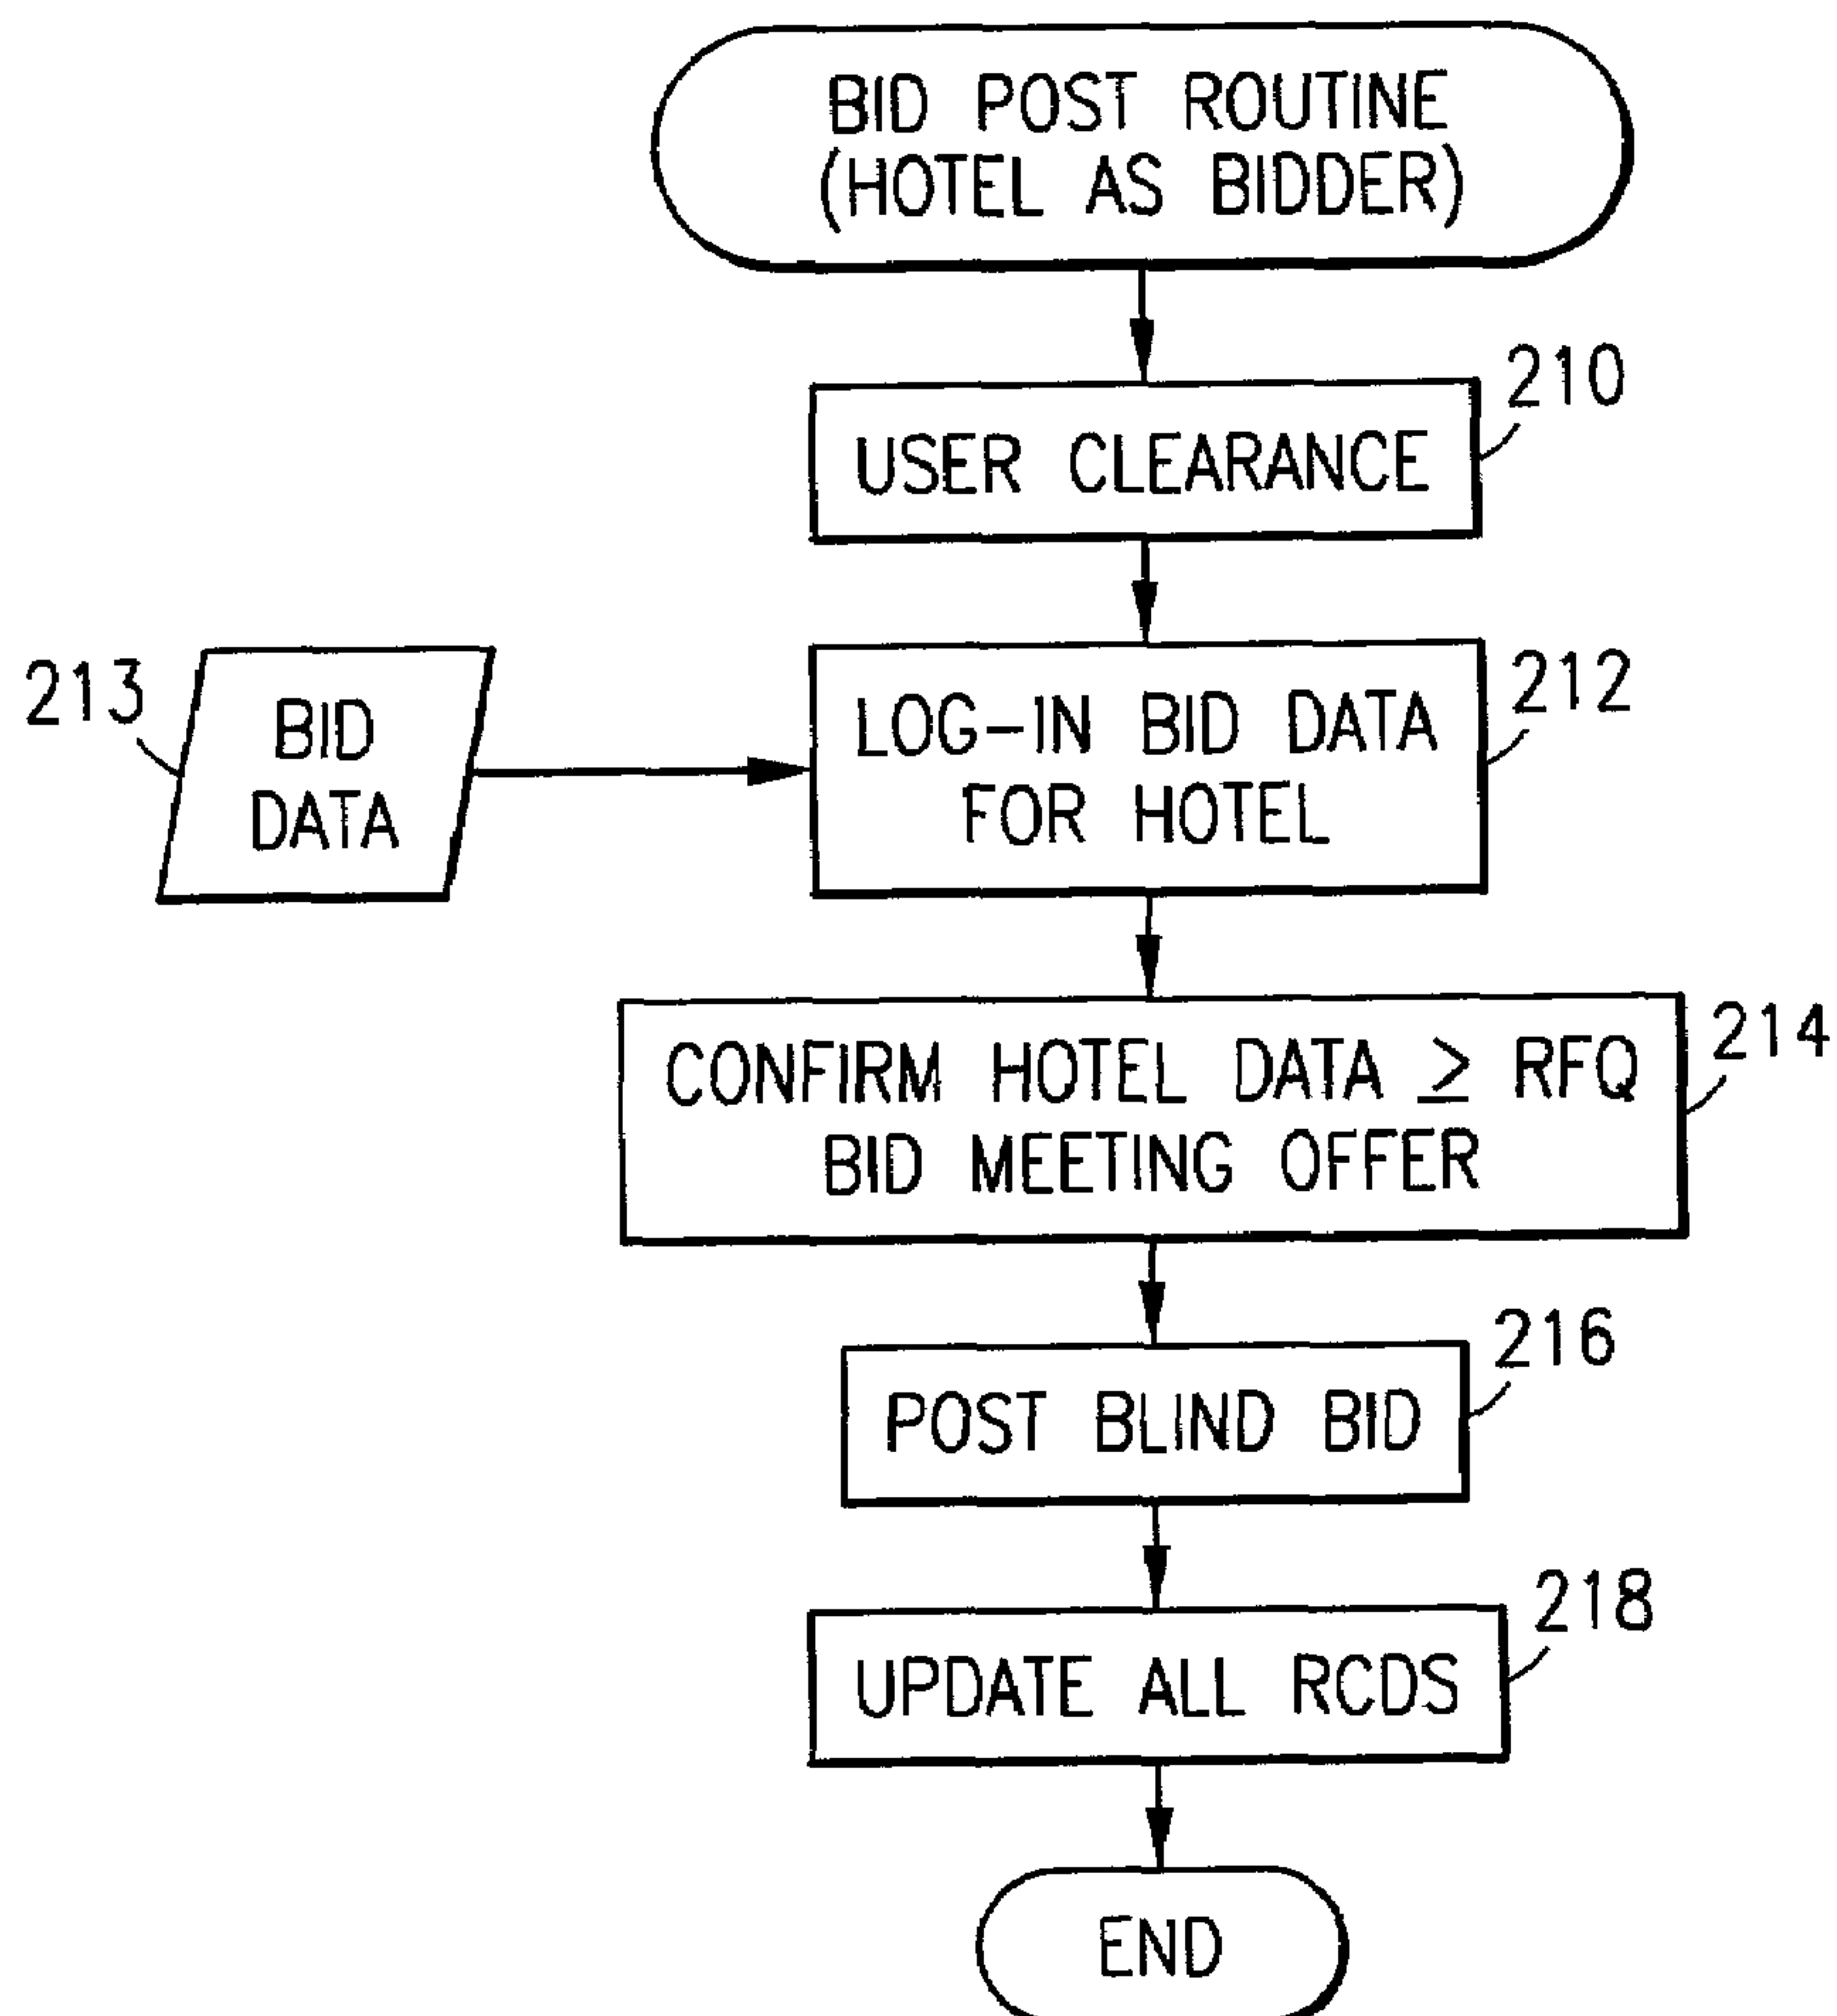 BID POST ROUTINE
(HOTEL AS BIDDER)
210
USER CLEARANCE
213
BID
DATA
212
LOG-IN BID DATA
FOR HOTEL
214
CONFIRM HOTEL DATA ≥ RFQ
BID MEETING OFFER
216
POST BLIND BID
218
UPDATE ALL RCDS
END